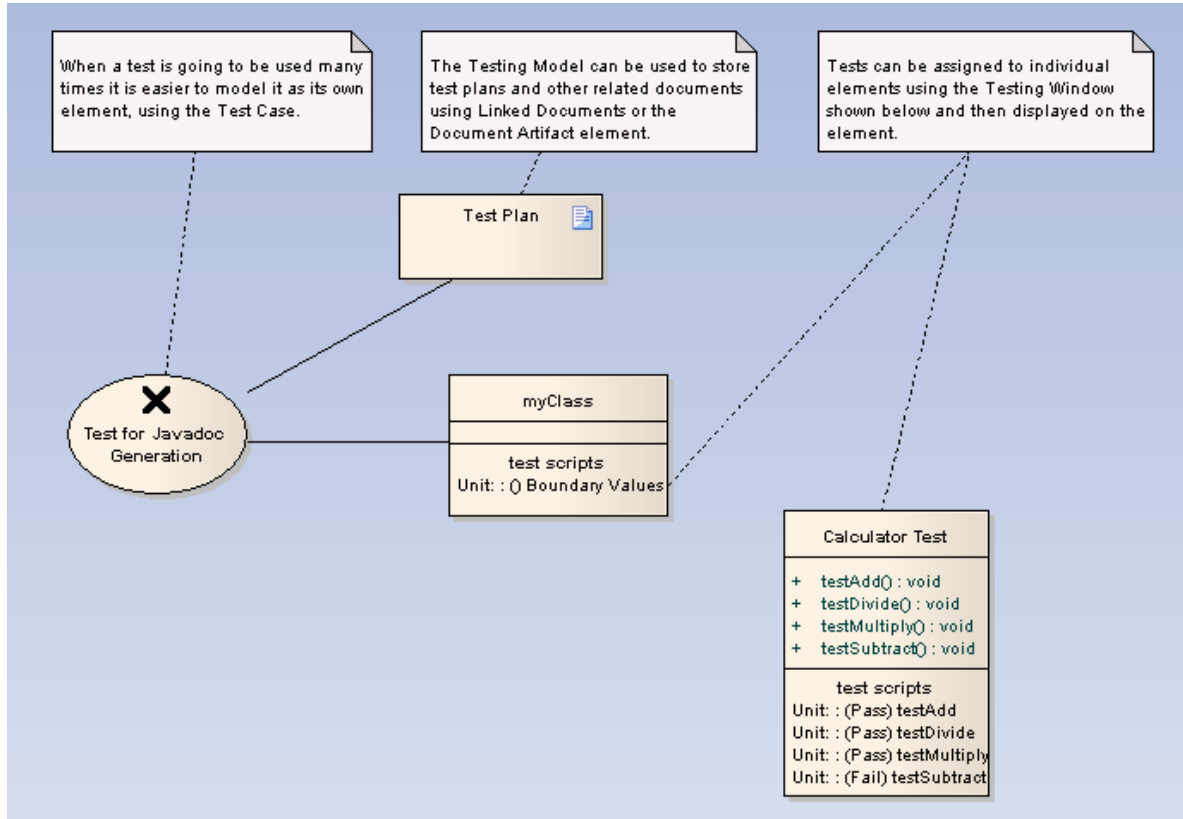 When a test is going to be used many
times it is easier to model it as its own
element, using the Test Case.
The Testing Model can be used to store
test plans and other related documents
using Linked Documents or the
Document Artifact element.
Tests can be assigned to individual
elements using the Testing Window
shown below and then displayed on the
element.
Test Plan
Test for Javadoc
Generation
myClass
test scripts
Unit: : () Boundary Values
Calculator Test
+ testAdd() : void
+ testDivide() : void
+ testMultiply() : void
+ testSubtract() : void
test scripts
Unit: : (Pass) testAdd
Unit: : (Pass) testDivide
Unit: : (Pass) testMultiply
Unit: : (Fail) testSubtract